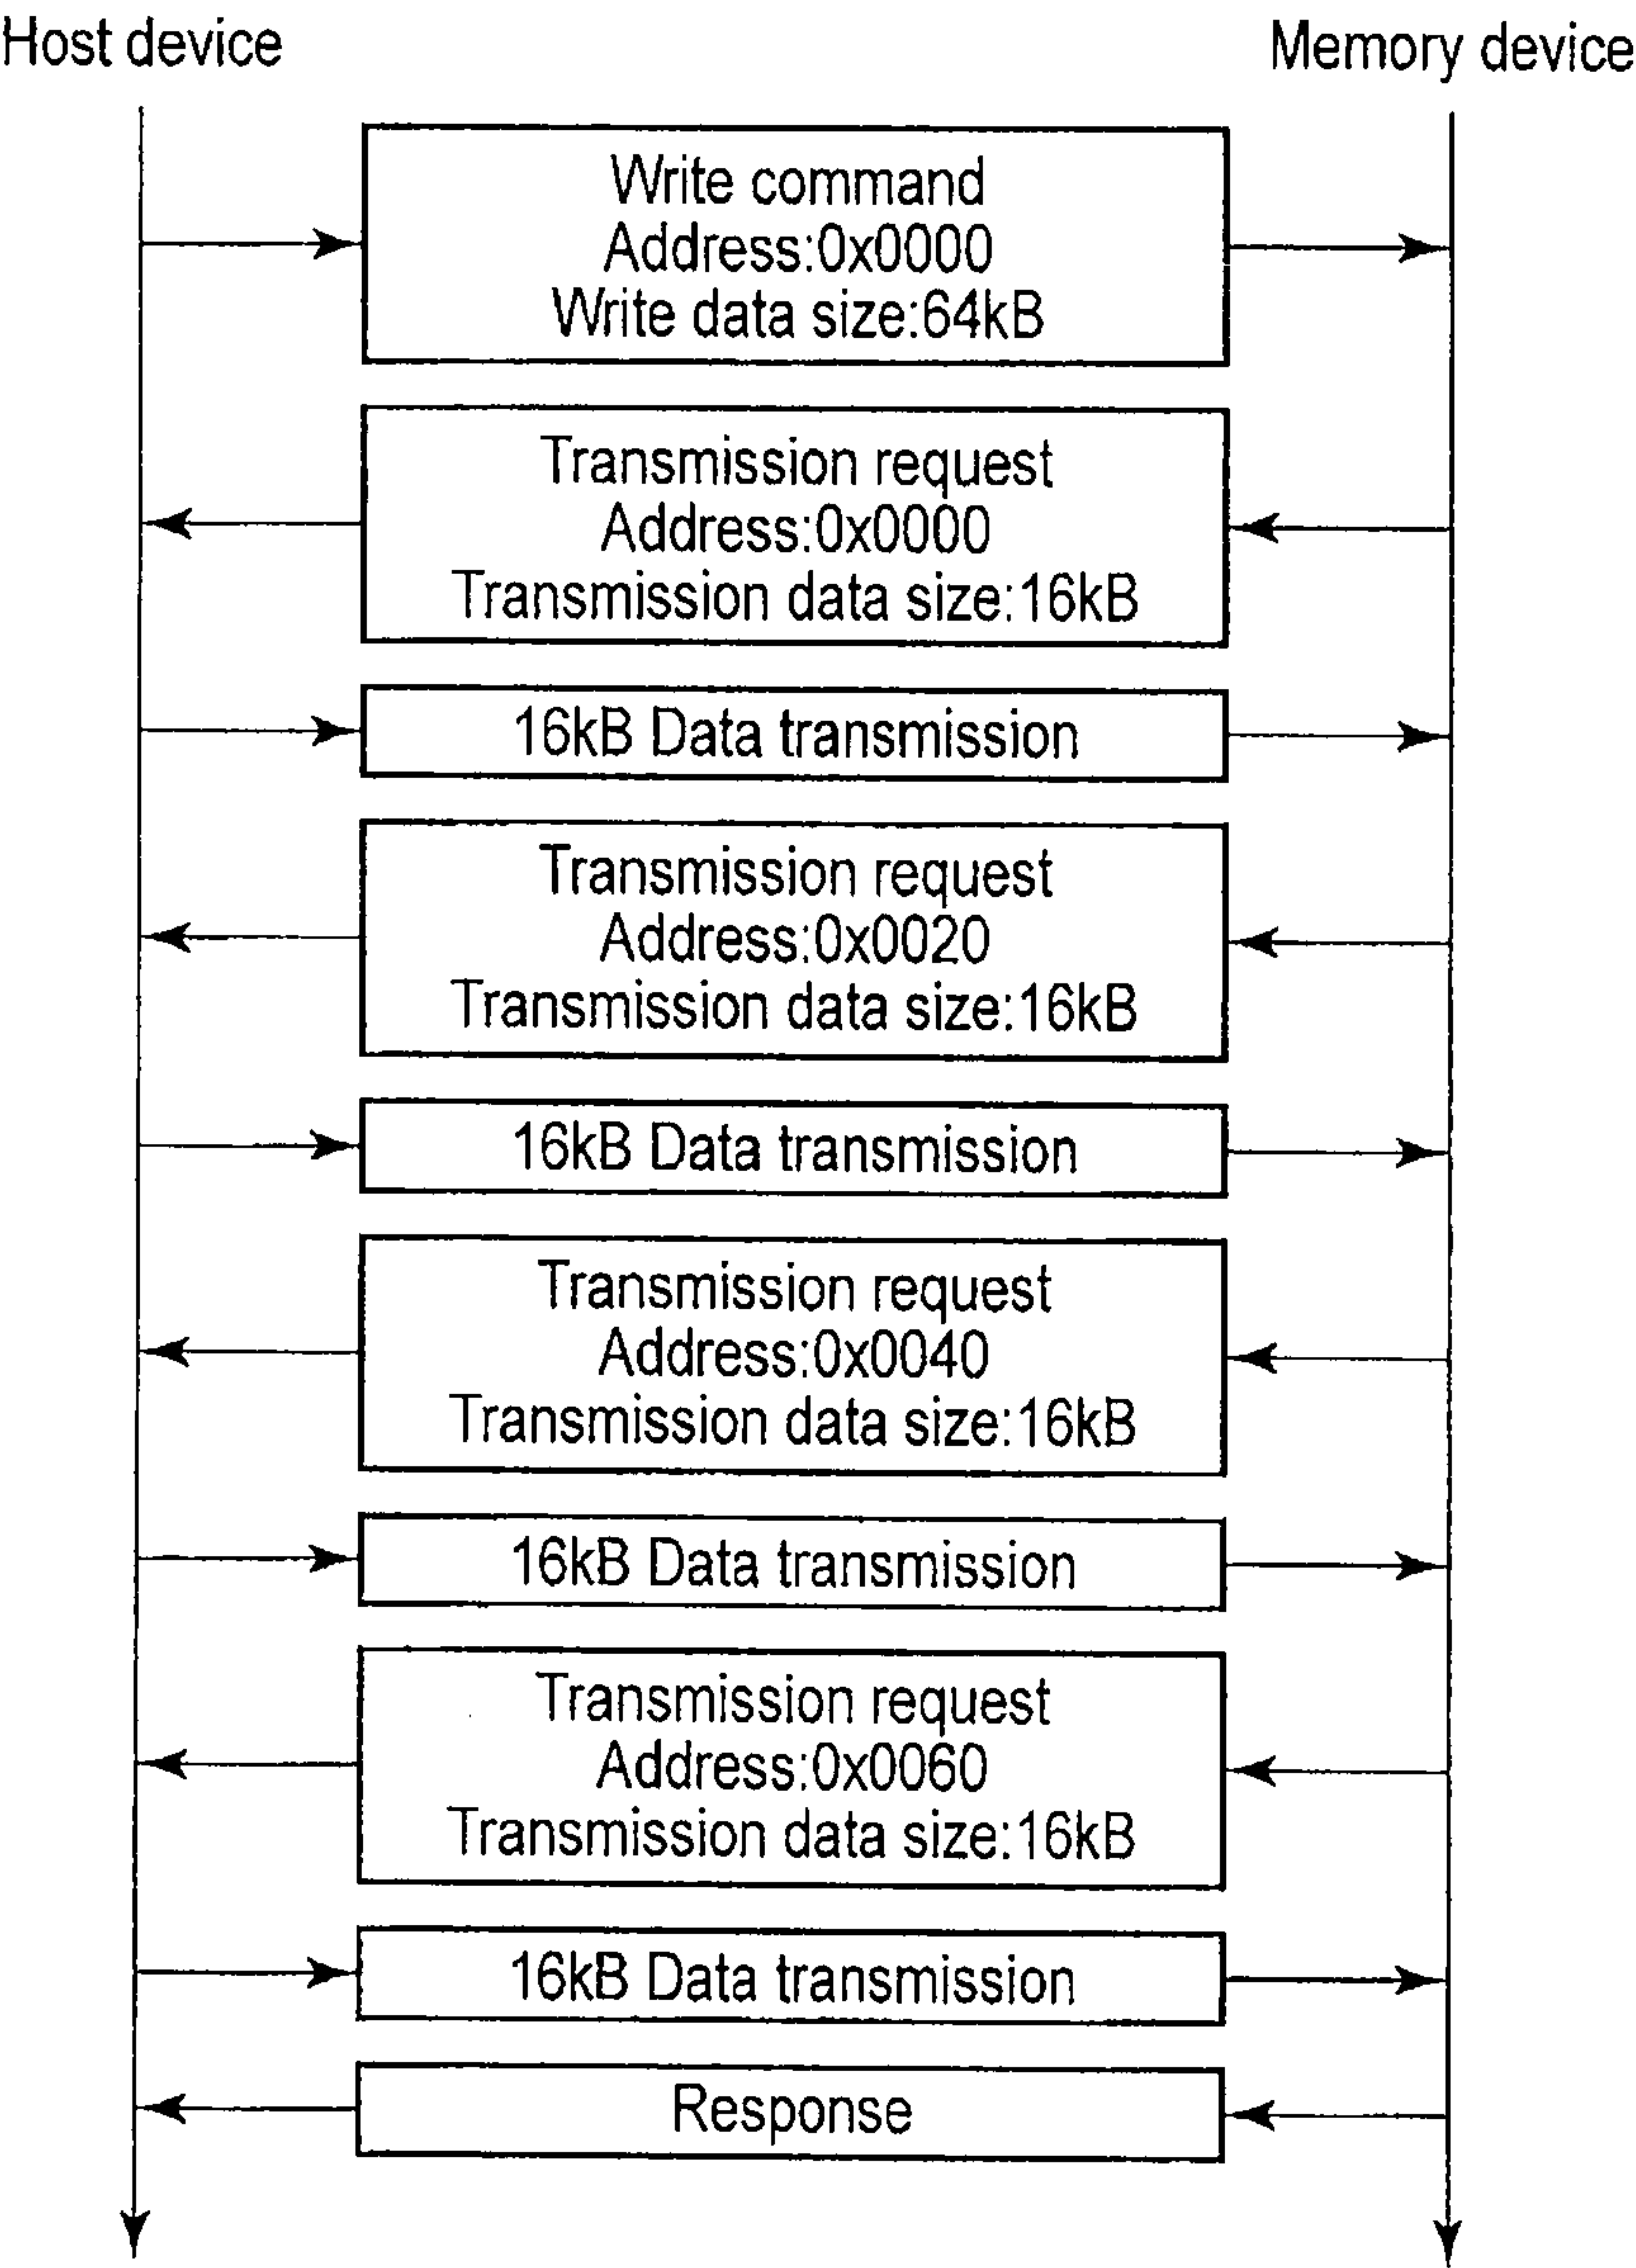 Host device
Memory device
Write command
Address:0x0000
Write data size:64kB
Transmission request
Address:0x0000
Transmission data size:16kB
16kB Data transmission
Transmission request
Address:0x0020
Transmission data size:16kB
16kB Data transmission
Transmission request
Address:0x0040
Transmission data size:16kB
16kB Data transmission
Transmission request
Address:0x0060
Transmission data size:16kB
16kB Data transmission
Response